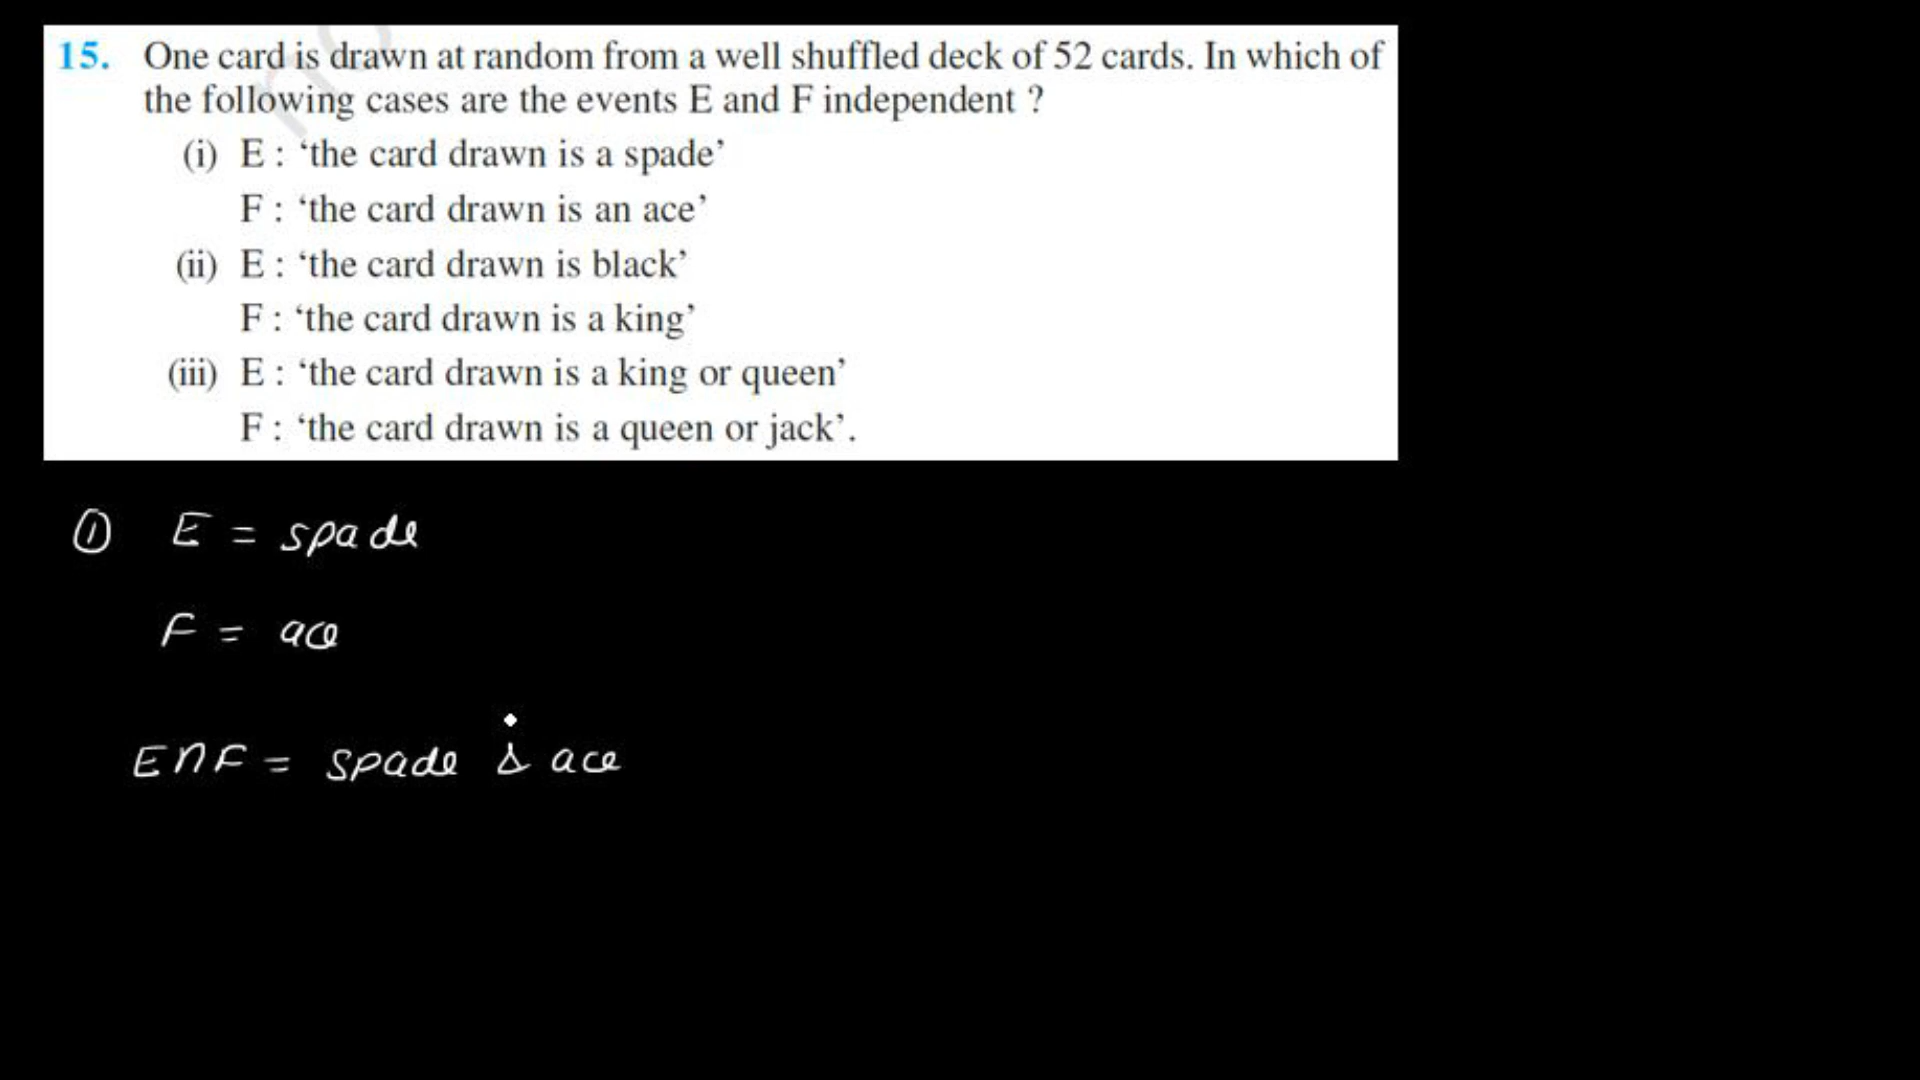 15. One card is drawn at random from a well shuffled deck of 52 cards. In which of
the following cases are the events E and F independent ?
(i) E : ‘the card drawn is a spade’
F : ‘the card drawn is an ace’
(ii) E : ‘the card drawn is black’
F : ‘the card drawn is a king’
(iii) E : ‘the card drawn is a king or queen’
F : ‘the card drawn is a queen or jack’.
① E = spade
F = ace
E∩F = spade & ace